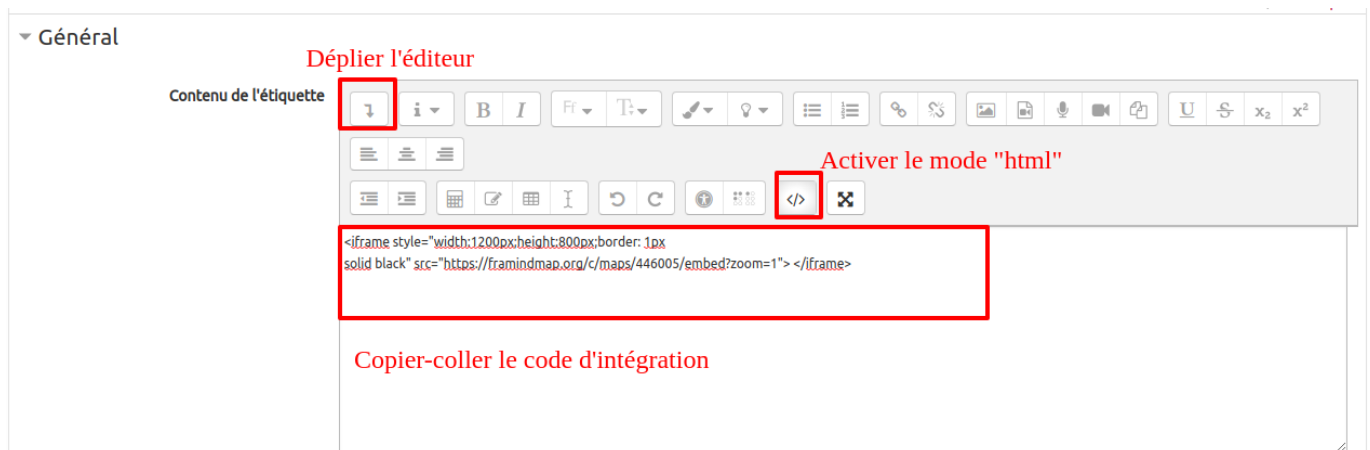 Général
Déplier l'éditeur
Contenu de l'étiquette
i B I Ff T U S x₂ x²
Activer le mode "html"
</>
<iframe style="width:1200px;height:800px;border: 1px
solid black" src="https://framindmap.org/c/maps/446005/embed?zoom=1"> </iframe>
Copier-coller le code d'intégration